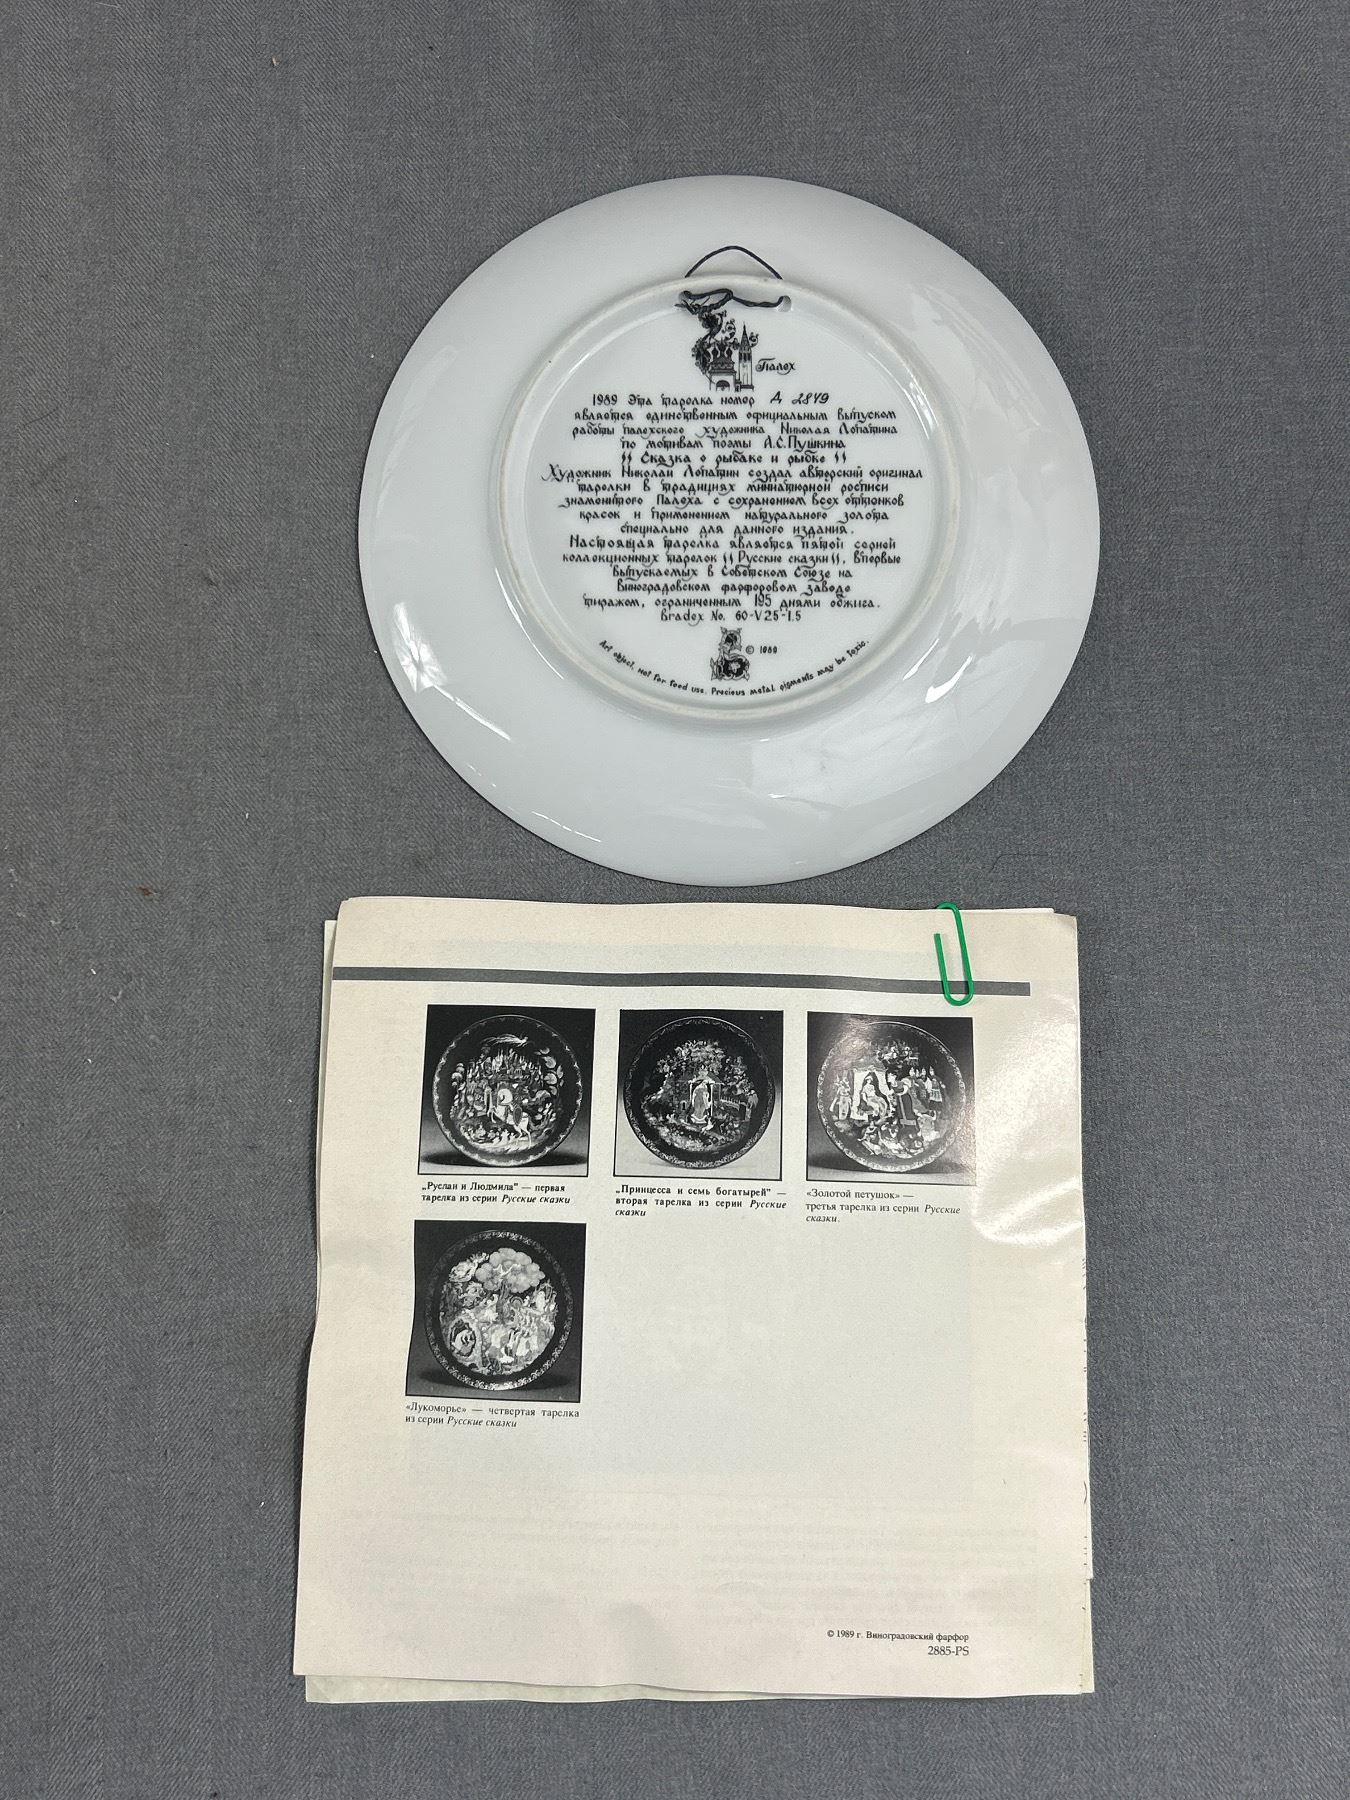 Палех
1989 Эта тарелка номер А 2849
является единственным официальным выпуском
работы палехского художника Николая Лопатина
по мотивам поэмы А.С.Пушкина
" Сказка о рыбаке и рыбке "
Художник Николай Лопатин создал авторский оригинал
тарелки в традициях миниатюрной росписи
знаменитого Палеха с сохранением всех оттенков
красок и применением натурального золота
специально для данного издания.
Настоящая тарелка является пятой серией
коллекционных тарелок "Русские сказки", впервые
выпускаемых в Советском Союзе на
Виноградовском фарфоровом заводе
тиражом, ограниченным 195 днями обжига.
Bradex No. 60-V25-1.5
© 1989
Art object, not for food use. Precious metal pigments may be toxic.
„Руслан и Людмила" — первая
тарелка из серии Русские сказки
„Принцесса и семь богатырей" —
вторая тарелка из серии Русские
сказки
«Золотой петушок» —
третья тарелка из серии Русские
сказки.
«Лукоморье» — четвертая тарелка
из серии Русские сказки
© 1989 г. Виноградовский фарфор
2885-PS